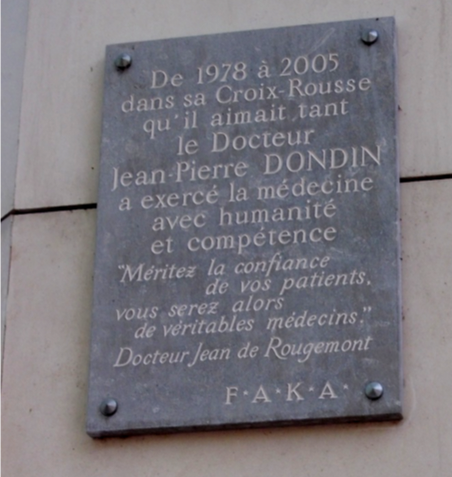 De 1978 à 2005
dans sa Croix-Rousse
qu'il aimait tant
le Docteur
Jean-Pierre DONDIN
a exercé la médecine
avec humanité
et compétence
"Méritez la confiance
de vos patients,
vous serez alors
de véritables médecins."
Docteur Jean de Rougemont
F·A·K·A·